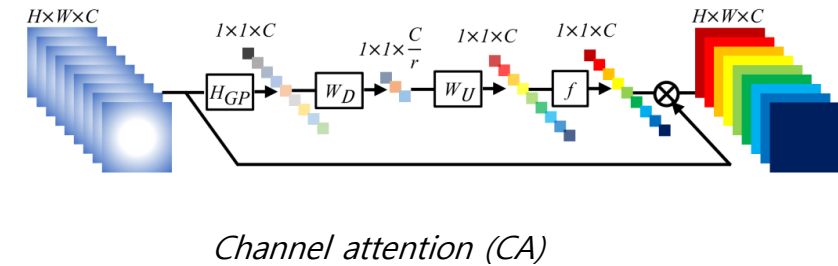 H×W×C
1×1×C
1×1×C/r
1×1×C
1×1×C
H×W×C
H_GP
W_D
W_U
f
Channel attention (CA)